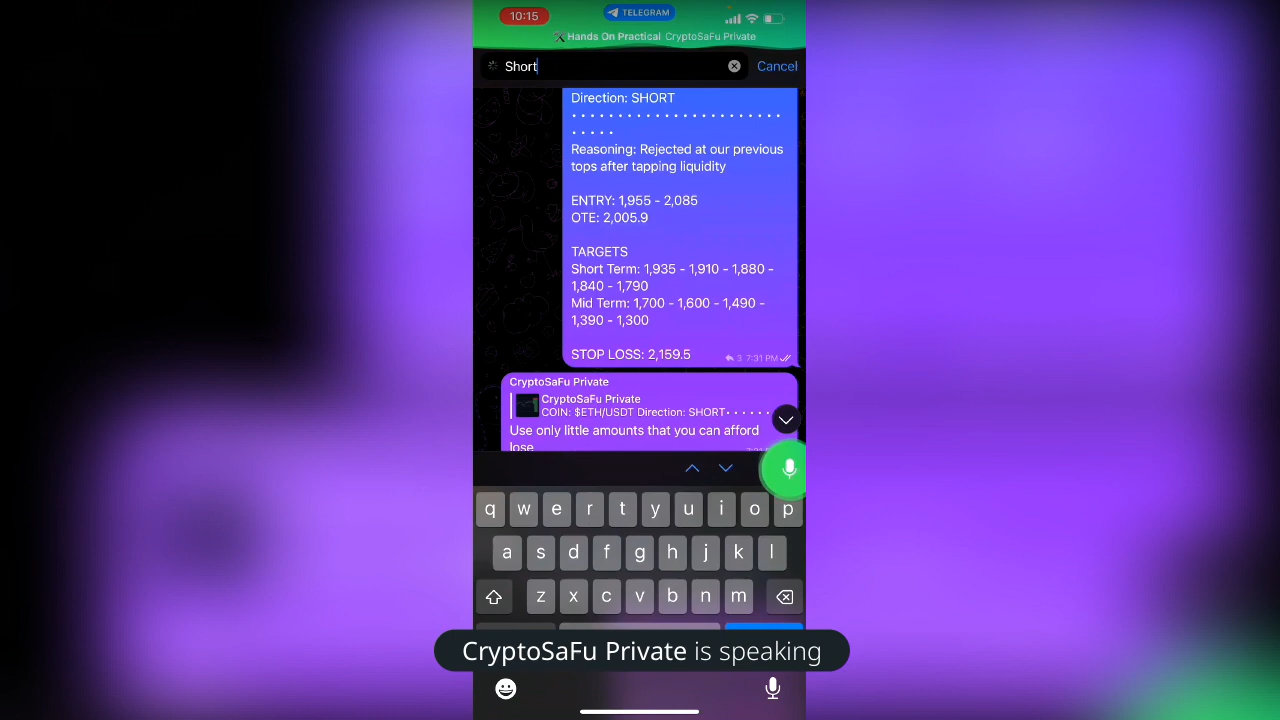 10:15
TELEGRAM
Hands On Practical CryptoSaFu Private
Short
Cancel
Direction: SHORT
Reasoning: Rejected at our previous
tops after tapping liquidity
ENTRY: 1,955 - 2,085
OTE: 2,005.9
TARGETS
Short Term: 1,935 - 1,910 - 1,880 -
1,840 - 1,790
Mid Term: 1,700 - 1,600 - 1,490 -
1,390 - 1,300
STOP LOSS: 2,159.5
3 7:31 PM
CryptoSaFu Private
CryptoSaFu Private
COIN: $ETH/USDT Direction: SHORT
Use only little amounts that you can afford
lose
q w e r t y u i o p
a s d f g h j k l
z x c v b n m
CryptoSaFu Private is speaking